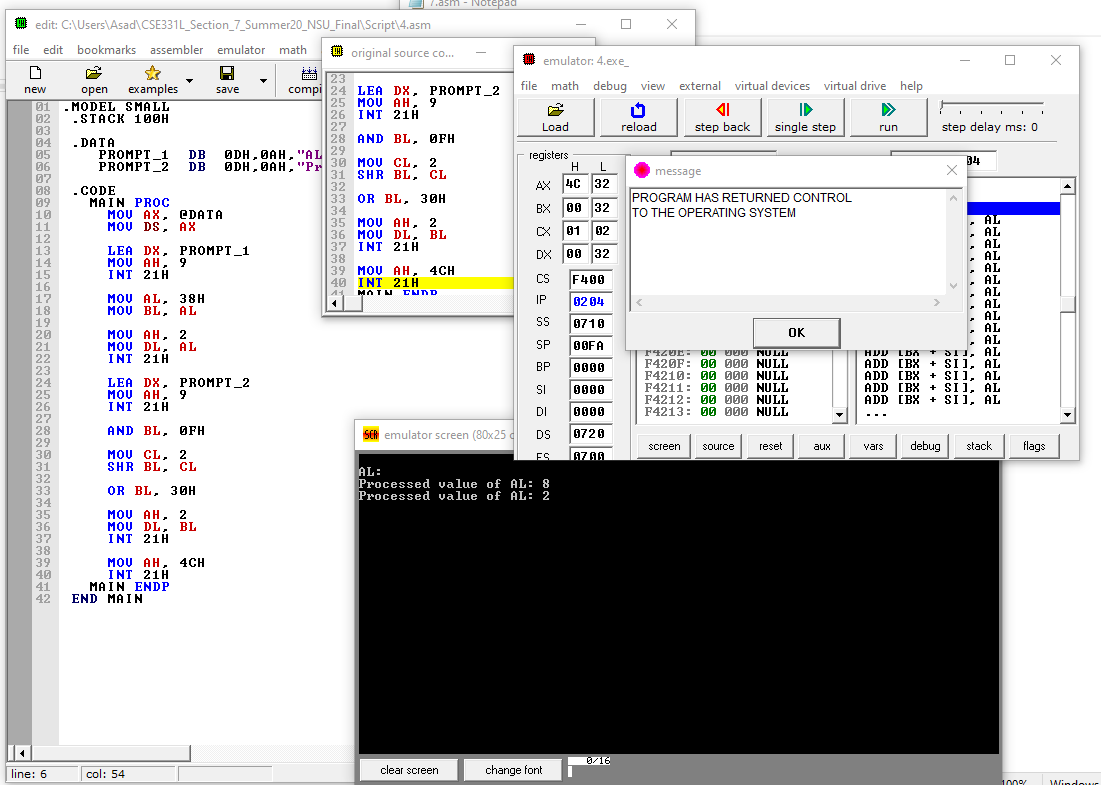 7.asm - Notepad
edit: C:\Users\Asad\CSE331L_Section_7_Summer20_NSU_Final\Script\4.asm
file edit bookmarks assembler emulator math
new open examples save compi
01 .MODEL SMALL
02 .STACK 100H
03
04 .DATA
05 PROMPT_1 DB 0DH,0AH,"AL
06 PROMPT_2 DB 0DH,0AH,"Pr
07
08 .CODE
09 MAIN PROC
10 MOV AX, @DATA
11 MOV DS, AX
12
13 LEA DX, PROMPT_1
14 MOV AH, 9
15 INT 21H
16
17 MOV AL, 38H
18 MOV BL, AL
19
20 MOV AH, 2
21 MOV DL, AL
22 INT 21H
23
24 LEA DX, PROMPT_2
25 MOV AH, 9
26 INT 21H
27
28 AND BL, 0FH
29
30 MOV CL, 2
31 SHR BL, CL
32
33 OR BL, 30H
34
35 MOV AH, 2
36 MOV DL, BL
37 INT 21H
38
39 MOV AH, 4CH
40 INT 21H
41 MAIN ENDP
42 END MAIN
line: 6 col: 54
original source co...
23
24 LEA DX, PROMPT_2
25 MOV AH, 9
26 INT 21H
27
28 AND BL, 0FH
29
30 MOV CL, 2
31 SHR BL, CL
32
33 OR BL, 30H
34
35 MOV AH, 2
36 MOV DL, BL
37 INT 21H
38
39 MOV AH, 4CH
40 INT 21H
41 MAIN ENDP
emulator: 4.exe_
file math debug view external virtual devices virtual drive help
Load reload step back single step run step delay ms: 0
registers
H L
AX 4C 32
BX 00 32
CX 01 02
DX 00 32
CS F400
IP 0204
SS 0710
SP 00FA
BP 0000
SI 0000
DI 0000
DS 0720
ES 0700
04
message
PROGRAM HAS RETURNED CONTROL
TO THE OPERATING SYSTEM
OK
, AL
, AL
, AL
, AL
, AL
, AL
, AL
, AL
, AL
, AL
, AL
F420E: 00 000 NULL ADD [BX + SI], AL
F420F: 00 000 NULL ADD [BX + SI], AL
F4210: 00 000 NULL ADD [BX + SI], AL
F4211: 00 000 NULL ADD [BX + SI], AL
F4212: 00 000 NULL ADD [BX + SI], AL
F4213: 00 000 NULL ...
screen source reset aux vars debug stack flags
emulator screen (80x25 c
AL:
Processed value of AL: 8
Processed value of AL: 2
clear screen change font 0/16
100% Windows